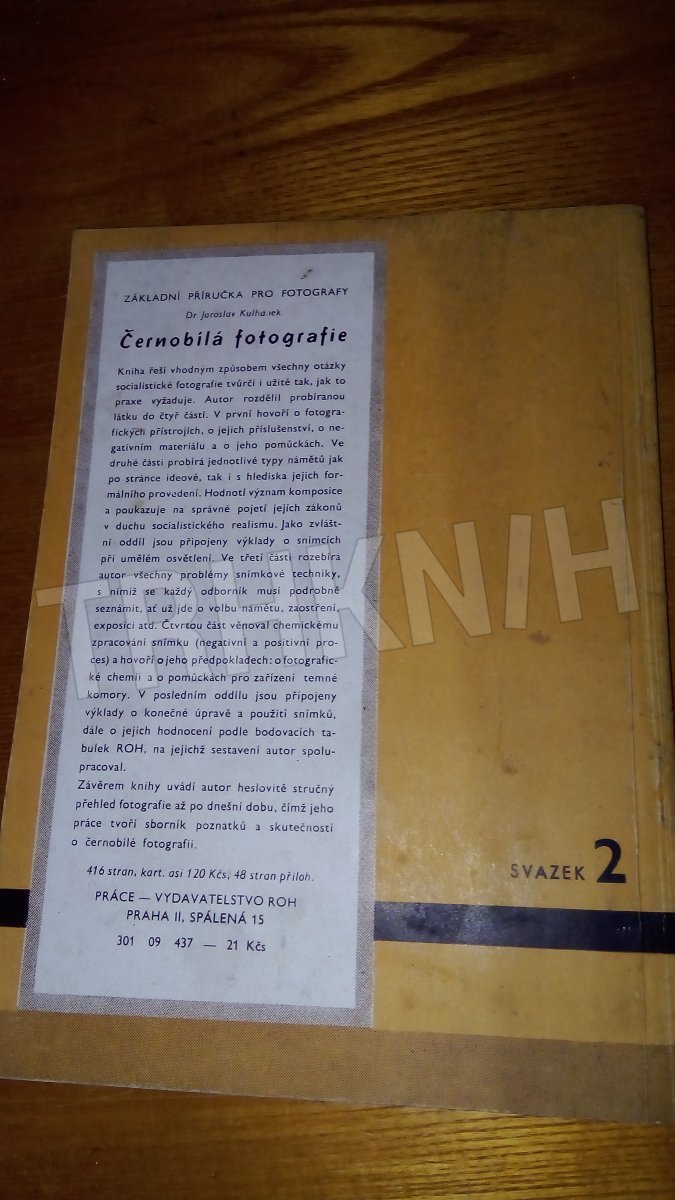 ZÁKLADNÍ PŘÍRUČKA PRO FOTOGRAFY
Dr Jaroslav
Černobílá fotografie
Kniha řeší vhodným způsobem všechny otázky
socialistické fotografie tvůrčí i užité tak, jak to
praxe vyžaduje. Autor rozdělil probíranou
látku do čtyř částí. V první hovoří o fotogra-
fických přístrojích, o jejich příslušenství, o ne-
gativním materiálu a o jeho pomůckách. Ve
druhé části probírá jednotlivé typy námětů jak
po stránce ideové, tak i s hlediska jejich for-
málního provedení. Hodnotí význam komposice
a poukazuje na správné pojetí jejích zákonů
v duchu socialistického realismu. Jako zvlášt-
ní oddíl jsou připojeny výklady o snímcích
při umělém osvětlení. Ve třetí části rozebírá
autor všechny problémy snímkové techniky,
s nimiž se každý odborník musí podrobně
seznámit, ať už jde o volbu námětu, zaostření,
exposici atd. Čtvrtou část věnoval chemickému
zpracování snímku (negativní a positivní pro-
ces) a hovoří o jeho předpokladech: o fotografic-
ké chemii a o pomůckách pro zařízení temné
komory. V posledním oddílu jsou připojeny
výklady o konečné úpravě a použití snímků,
dále o jejich hodnocení podle bodovacích ta-
bulek ROH, na jejichž sestavení autor spolu-
pracoval.
Závěrem knihy uvádí autor heslovitě stručný
přehled fotografie až po dnešní dobu, čímž jeho
práce tvoří sborník poznatků a skutečností
o černobílé fotografii.
416 stran, kart. asi 120 Kčs, 48 stran příloh.
PRÁCE — VYDAVATELSTVO ROH
PRAHA II, SPÁLENÁ 15
301 09 437 — 21 Kčs
SVAZEK 2
TRHKNIH